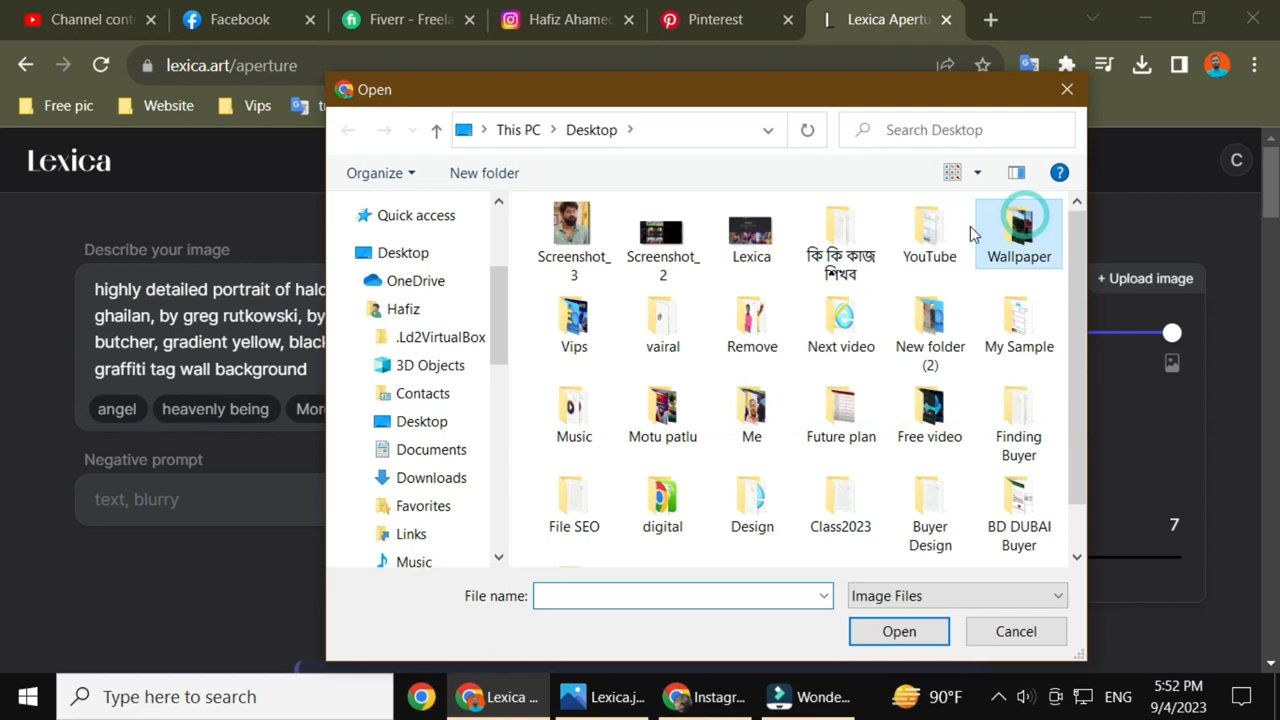 Channel conte
Facebook
Fiverr - Freela
Hafiz Ahamed
Pinterest
Lexica Apertu
lexica.art/aperture
Free pic
Website
Vips
Lexica
C
Describe your image
highly detailed portrait of
ghailan, by greg rutkowski, by
butcher, gradient yellow, black
graffiti tag wall background
angel
heavenly being
Negative prompt
text, blurry
+ Upload image
7
Open
This PC
Desktop
Search Desktop
Organize
New folder
Quick access
Desktop
OneDrive
Hafiz
.Ld2VirtualBox
3D Objects
Contacts
Desktop
Documents
Downloads
Favorites
Links
Music
Screenshot_
3
Screenshot_
2
Lexica
কি কি কাজ
শিখব
YouTube
Wallpaper
Vips
vairal
Remove
Next video
New folder
(2)
My Sample
Music
Motu patlu
Me
Future plan
Free video
Finding
Buyer
File SEO
digital
Design
Class2023
Buyer
Design
BD DUBAI
Buyer
File name:
Image Files
Open
Cancel
Type here to search
Lexica ...
Lexica.j...
Instagr...
Wonde...
90°F
ENG
5:52 PM
9/4/2023